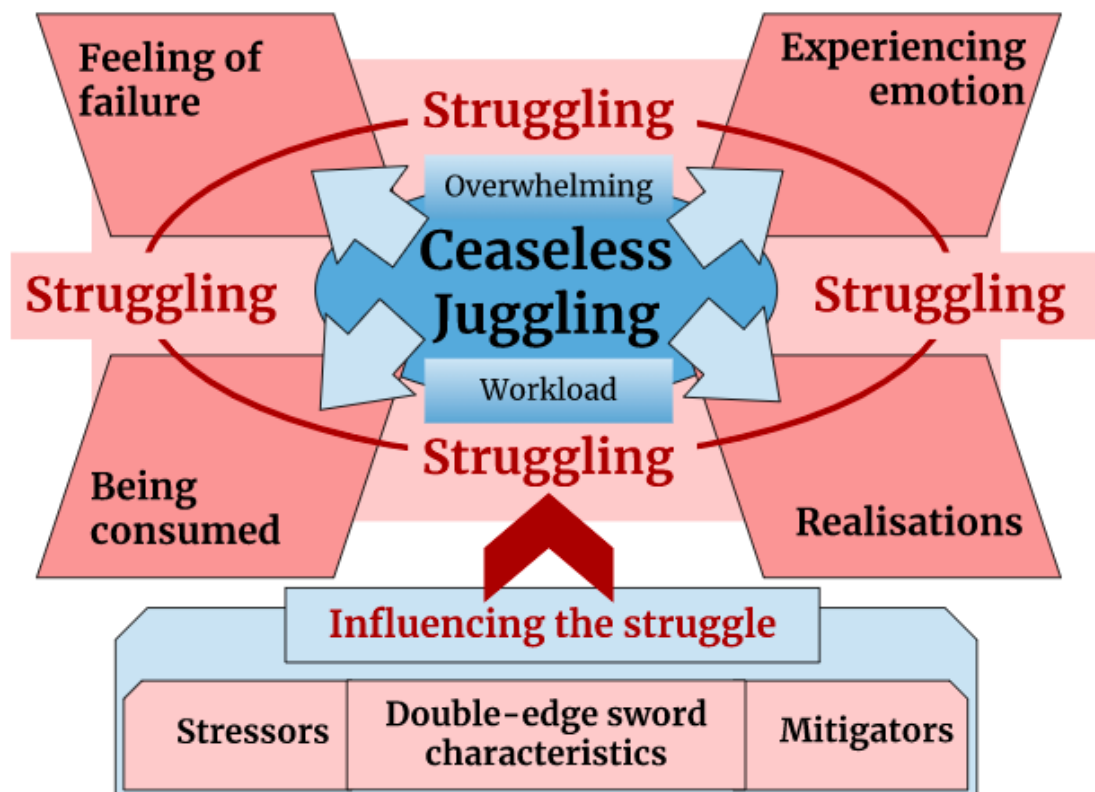 Feeling of
failure
Experiencing
emotion
Struggling
Overwhelming
Ceaseless
Juggling
Struggling
Struggling
Workload
Struggling
Being
consumed
Realisations
Influencing the struggle
Stressors
Double-edge sword
characteristics
Mitigators